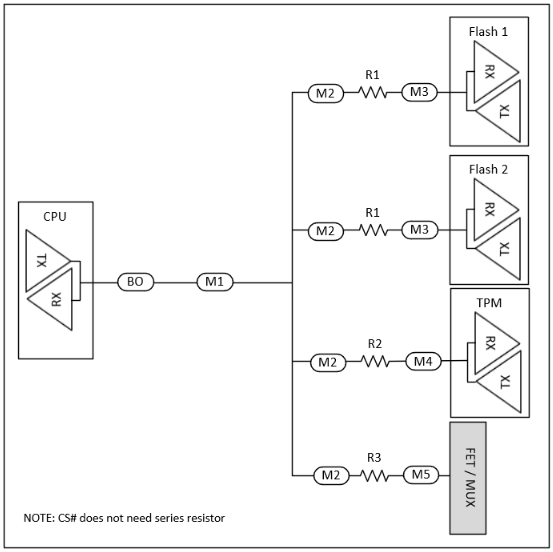 Flash 1
RX
TX
R1
M2
M3
Flash 2
RX
TX
R1
M2
M3
CPU
TX
RX
BO
M1
TPM
RX
TX
R2
M2
M4
R3
M2
M5
FET / MUX
NOTE: CS# does not need series resistor